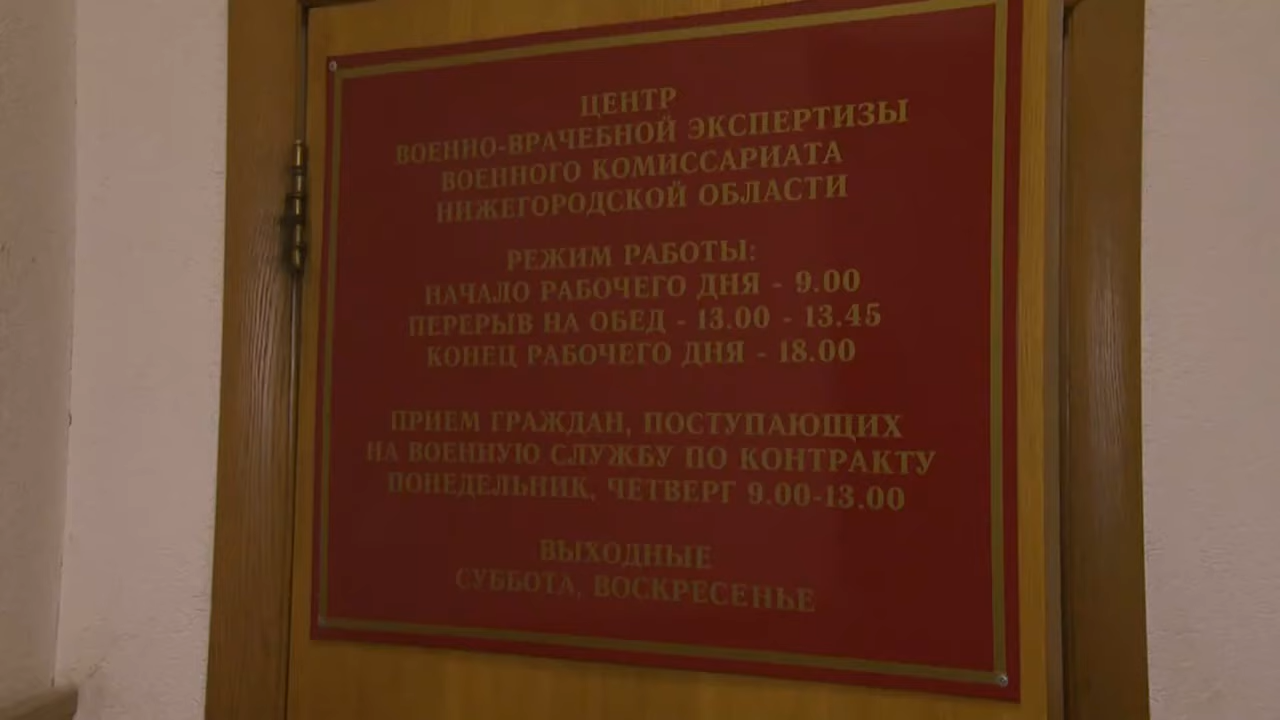 ЦЕНТР
ВОЕННО-ВРАЧЕБНОЙ ЭКСПЕРТИЗЫ
ВОЕННОГО КОМИССАРИАТА
НИЖЕГОРОДСКОЙ ОБЛАСТИ
РЕЖИМ РАБОТЫ:
НАЧАЛО РАБОЧЕГО ДНЯ - 9.00
ПЕРЕРЫВ НА ОБЕД - 13.00 - 13.45
КОНЕЦ РАБОЧЕГО ДНЯ - 18.00
ПРИЕМ ГРАЖДАН, ПОСТУПАЮЩИХ
НА ВОЕННУЮ СЛУЖБУ ПО КОНТРАКТУ
ПОНЕДЕЛЬНИК, ЧЕТВЕРГ 9.00-13.00
ВЫХОДНЫЕ
СУББОТА, ВОСКРЕСЕНЬЕ